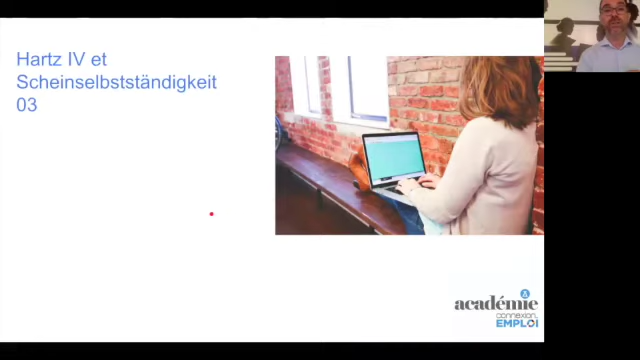 Hartz IV et
Scheinselbstständigkeit
03
académie
connexion
EMPLOI